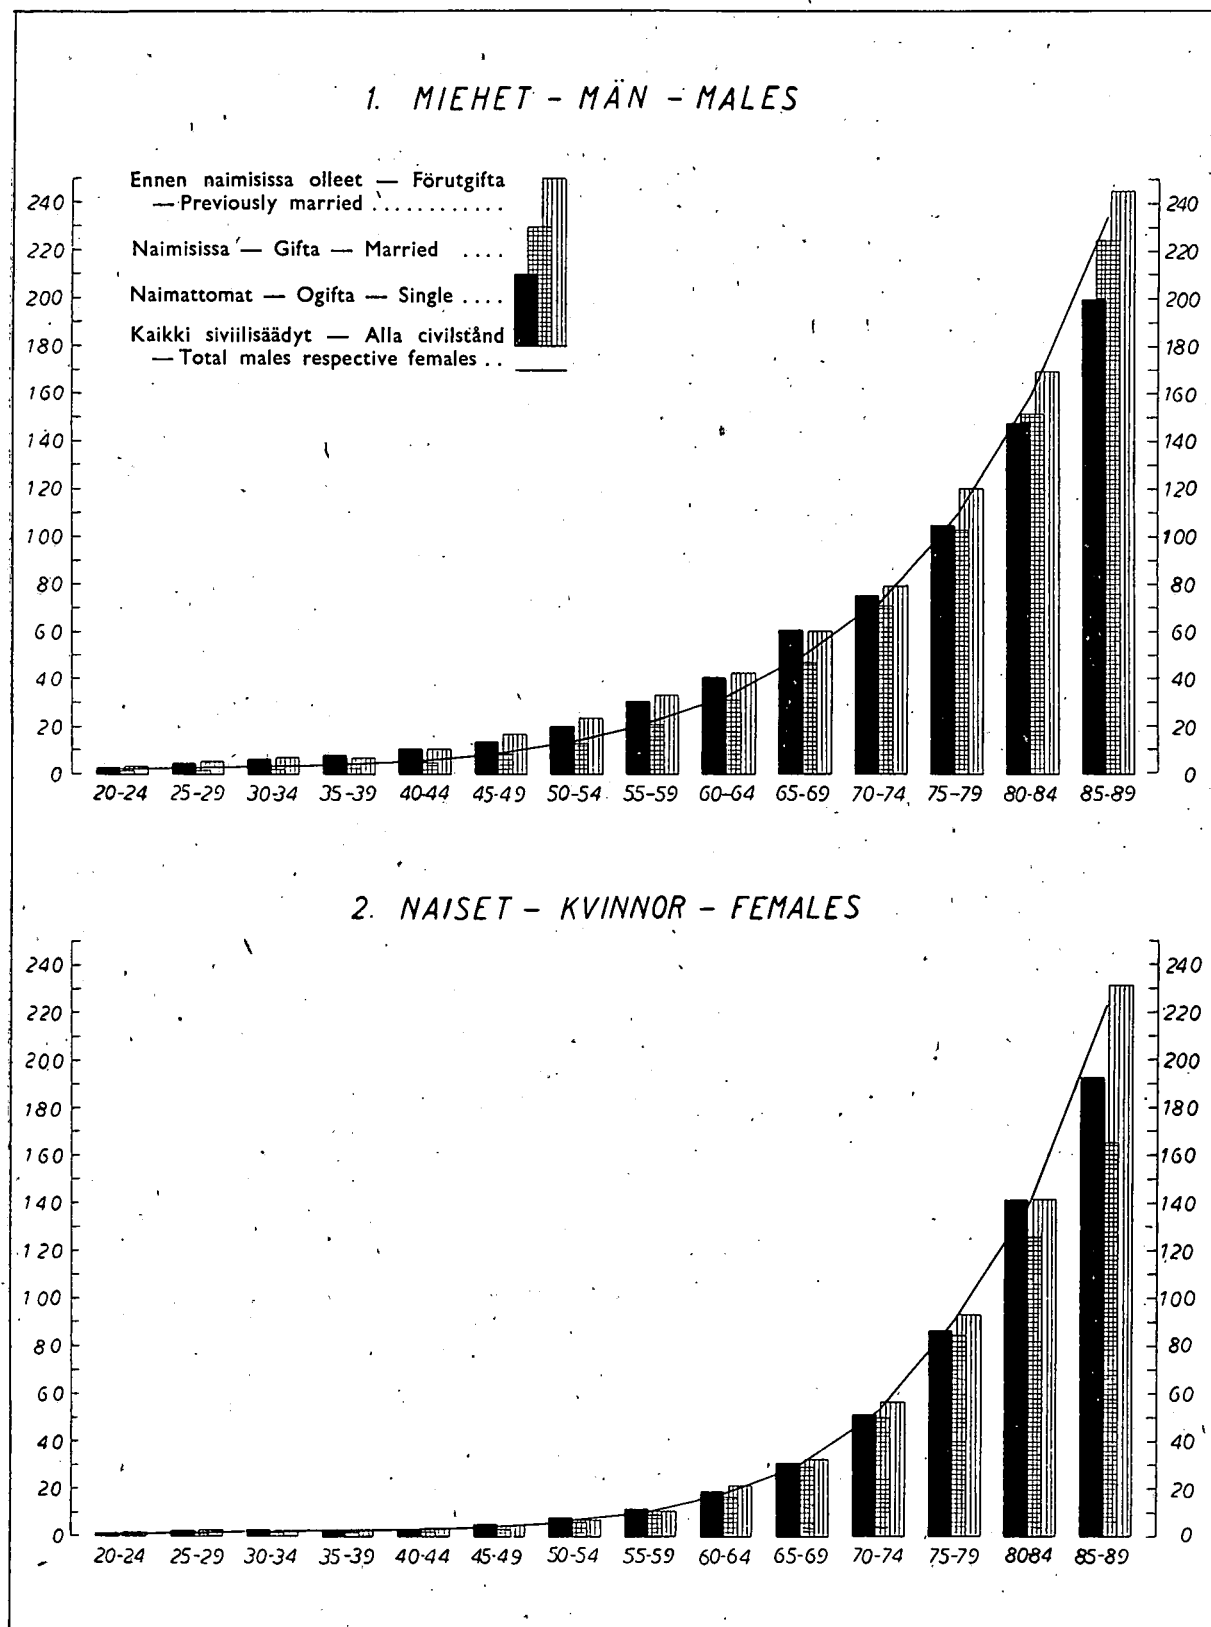 1. MIEHET - MÄN - MALES
Ennen naimisissa olleet — Förutgifta
— Previously married ............
Naimisissa — Gifta — Married ....
Naimattomat — Ogifta — Single ....
Kaikki siviilisäädyt — Alla civilstånd
— Total males respective females ..
240 240
220 220
200 200
180 180
160 160
140 140
120 120
100 100
80 80
60 60
40 40
20 20
0 0
20-24 25-29 30-34 35-39 40-44 45-49 50-54 55-59 60-64 65-69 70-74 75-79 80-84 85-89
2. NAISET - KVINNOR - FEMALES
240 240
220 220
200 200
180 180
160 160
140 140
120 120
100 100
80 80
60 60
40 40
20 20
0 0
20-24 25-29 30-34 35-39 40-44 45-49 50-54 55-59 60-64 65-69 70-74 75-79 80-84 85-89